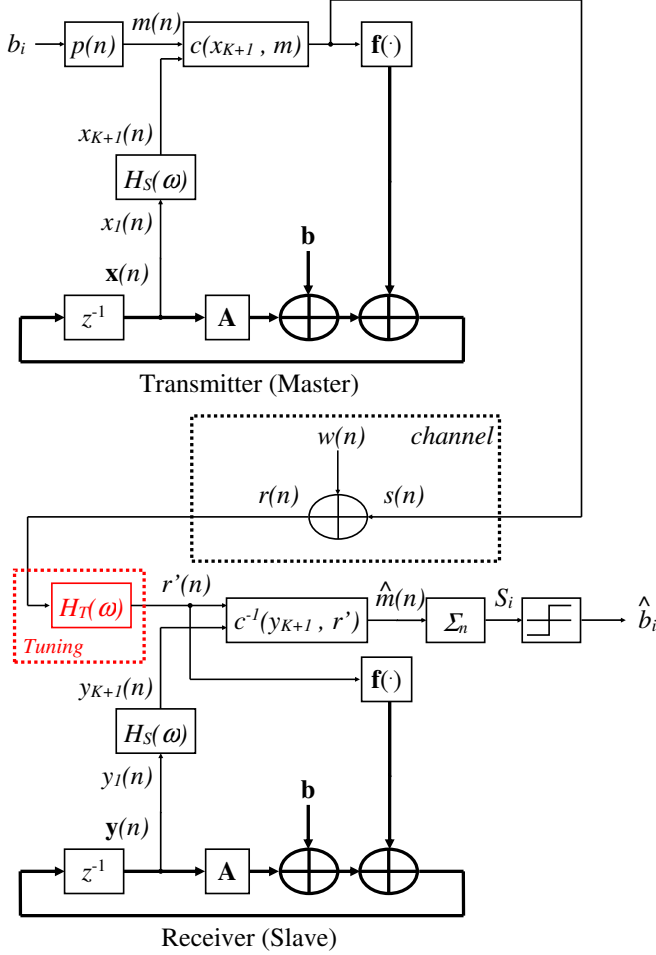 b_i
p(n)
m(n)
c(x_{K+1} , m)
f(·)
x_{K+1}(n)
H_S(ω)
x_1(n)
x(n)
b
z^{-1}
A
Transmitter (Master)
w(n)
channel
r(n)
s(n)
H_T(ω)
Tuning
r'(n)
c^{-1}(y_{K+1} , r')
m̂(n)
Σ_n
S_i
b̂_i
y_{K+1}(n)
f(·)
H_S(ω)
y_1(n)
y(n)
b
z^{-1}
A
Receiver (Slave)